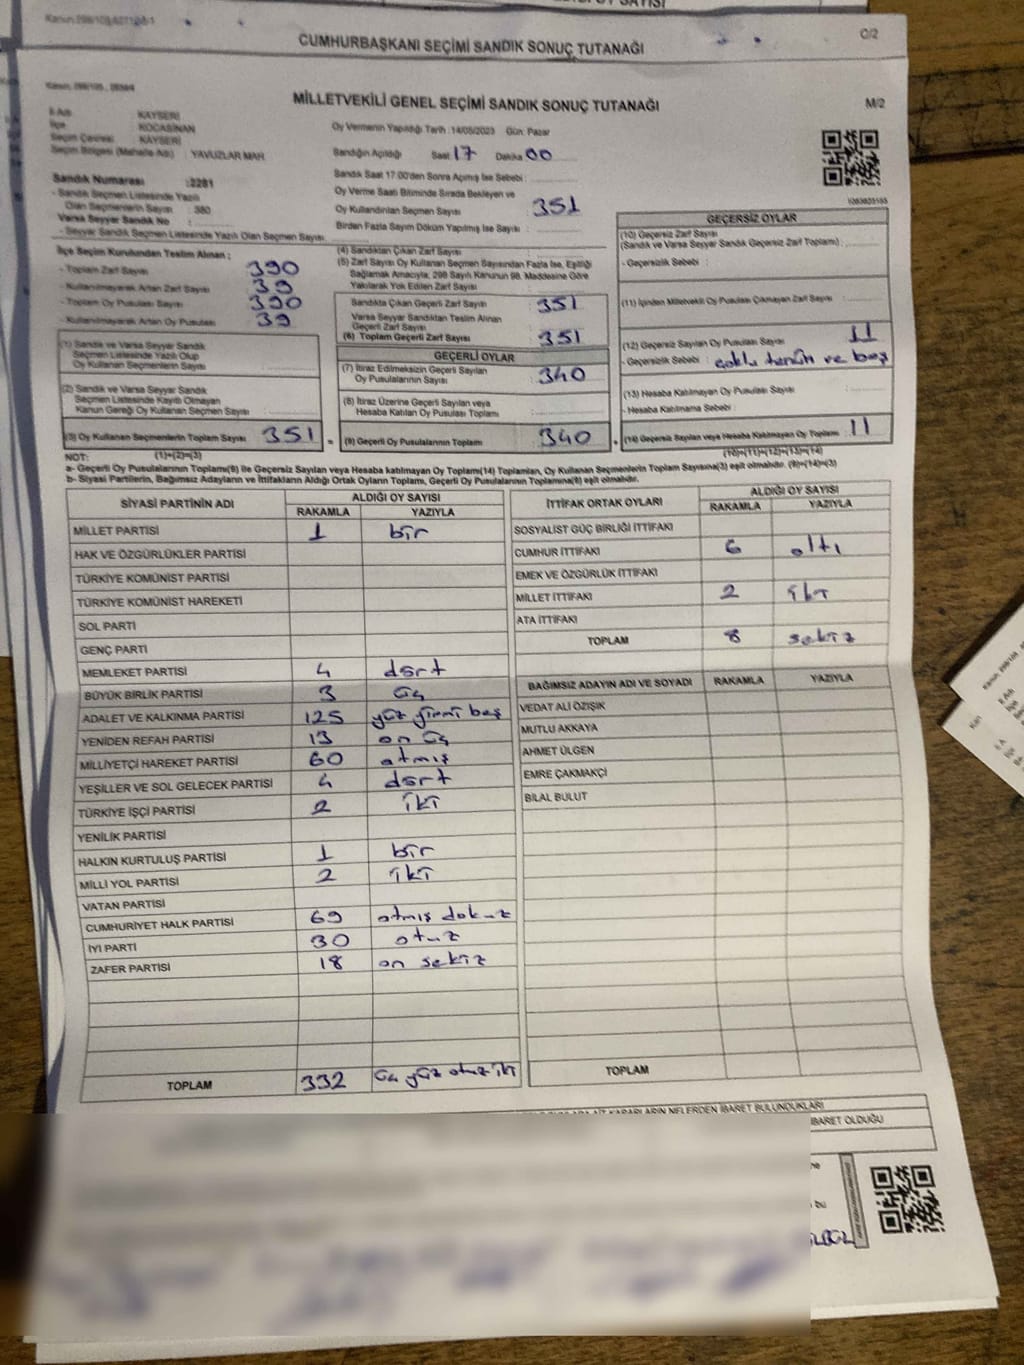 CUMHURBAŞKANI SEÇİMİ SANDIK SONUÇ TUTANAĞI
C/2
MİLLETVEKİLİ GENEL SEÇİMİ SANDIK SONUÇ TUTANAĞI
M/2
İl Adı : KAYSERİ
İlçe : KOCASİNAN
Seçim Çevresi : KAYSERİ
Seçim Bölgesi (Mahalle Adı) : YAVUZLAR MAH.
Oy Vermenin Yapıldığı Tarih :14/05/2023 Gün: Pazar
Sandığın Açıldığı Saat 17 Dakika 00
Sandık Saat 17.00'den Sonra Açılmış İse Sebebi :
Oy Verme Saati Bitiminde Sırada Bekleyen ve
Oy Kullandırılan Seçmen Sayısı 351
Birden Fazla Sayım Döküm Yapılmış İse Sayısı :
Sandık Numarası :2281
- Sandık Seçmen Listesinde Yazılı
Olan Seçmenlerin Sayısı : 380
Varsa Seyyar Sandık No :
- Seyyar Sandık Seçmen Listesinde Yazılı Olan Seçmen Sayısı
İlçe Seçim Kurulundan Teslim Alınan ;
- Toplam Zarf Sayısı 390
- Kullanılmayarak Artan Zarf Sayısı 39
- Toplam Oy Pusulası Sayısı 390
- Kullanılmayarak Artan Oy Pusulası 39
(1) Sandık ve Varsa Seyyar Sandık
Seçmen Listesinde Yazılı Olup
Oy Kullanan Seçmenlerin Sayısı
(2) Sandık ve Varsa Seyyar Sandık
Seçmen Listesinde Kayıtlı Olmayan
Kanun Gereği Oy Kullanan Seçmen Sayısı :
(3) Oy Kullanan Seçmenlerin Toplam Sayısı 351
(4) Sandıktan Çıkan Zarf Sayısı
(5) Zarf Sayısı Oy Kullanan Seçmen Sayısından Fazla İse, Eşitliği
Sağlamak Amacıyla; 298 Sayılı Kanunun 98. Maddesine Göre
Yakılarak Yok Edilen Zarf Sayısı
Sandıkta Çıkan Geçerli Zarf Sayısı 351
Varsa Seyyar Sandıktan Teslim Alınan
Geçerli Zarf Sayısı
(6) Toplam Geçerli Zarf Sayısı 351
GEÇERLİ OYLAR
(7) İtiraz Edilmeksizin Geçerli Sayılan
Oy Pusulalarının Sayısı 340
(8) İtiraz Üzerine Geçerli Sayılan veya
Hesaba Katılan Oy Pusulası Toplamı
(9) Geçerli Oy Pusulalarının Toplamı 340
GEÇERSİZ OYLAR
(10) Geçersiz Zarf Sayısı
(Sandık ve Varsa Seyyar Sandık Geçersiz Zarf Toplamı) :
- Geçersizlik Sebebi :
(11) İçinden Milletvekili Oy Pusulası Çıkmayan Zarf Sayısı :
(12) Geçersiz Sayılan Oy Pusulası Sayısı 11
- Geçersizlik Sebebi : çoklu tercih ve boş
(13) Hesaba Katılmayan Oy Pusulası Sayısı
- Hesaba Katılmama Sebebi :
(14) Geçersiz Sayılan veya Hesaba Katılmayan Oy Toplamı 11
NOT: (1)+(2)=(3) (10)+(11)+(12)+(13)=(14)
a- Geçerli Oy Pusulalarının Toplamı(9) ile Geçersiz Sayılan veya Hesaba katılmayan Oy Toplamı(14) Toplamları, Oy Kullanan Seçmenlerin Toplam Sayısına(3) eşit olmalıdır. (9)+(14)=(3)
b- Siyasi Partilerin, Bağımsız Adayların ve İttifakların Aldığı Ortak Oyların Toplamı, Geçerli Oy Pusulalarının Toplamına(9) eşit olmalıdır.
SİYASİ PARTİNİN ADI ALDIĞI OY SAYISI
RAKAMLA YAZIYLA
MİLLET PARTİSİ 1 bir
HAK VE ÖZGÜRLÜKLER PARTİSİ
TÜRKİYE KOMÜNİST PARTİSİ
TÜRKİYE KOMÜNİST HAREKETİ
SOL PARTİ
GENÇ PARTİ
MEMLEKET PARTİSİ 4 dört
BÜYÜK BİRLİK PARTİSİ 3 üç
ADALET VE KALKINMA PARTİSİ 125 yüz yirmi beş
YENİDEN REFAH PARTİSİ 13 on üç
MİLLİYETÇİ HAREKET PARTİSİ 60 atmış
YEŞİLLER VE SOL GELECEK PARTİSİ 4 dört
TÜRKİYE İŞÇİ PARTİSİ 2 iki
YENİLİK PARTİSİ
HALKIN KURTULUŞ PARTİSİ 1 bir
MİLLİ YOL PARTİSİ 2 iki
VATAN PARTİSİ
CUMHURİYET HALK PARTİSİ 69 atmış dokuz
İYİ PARTİ 30 otuz
ZAFER PARTİSİ 18 on sekiz
TOPLAM 332 üç yüz otuz iki
İTTİFAK ORTAK OYLARI ALDIĞI OY SAYISI
RAKAMLA YAZIYLA
SOSYALİST GÜÇ BİRLİĞİ İTTİFAKI
CUMHUR İTTİFAKI 6 altı
EMEK VE ÖZGÜRLÜK İTTİFAKI
MİLLET İTTİFAKI 2 iki
ATA İTTİFAKI
TOPLAM 8 sekiz
BAĞIMSIZ ADAYIN ADI VE SOYADI RAKAMLA YAZIYLA
VEDAT ALİ ÖZIŞIK
MUTLU AKKAYA
AHMET ÜLGEN
EMRE ÇAKMAKÇİ
BİLAL BULUT
TOPLAM
KARARLARIN NELERDEN İBARET BULUNDUKLARI
İBARET OLDUĞU